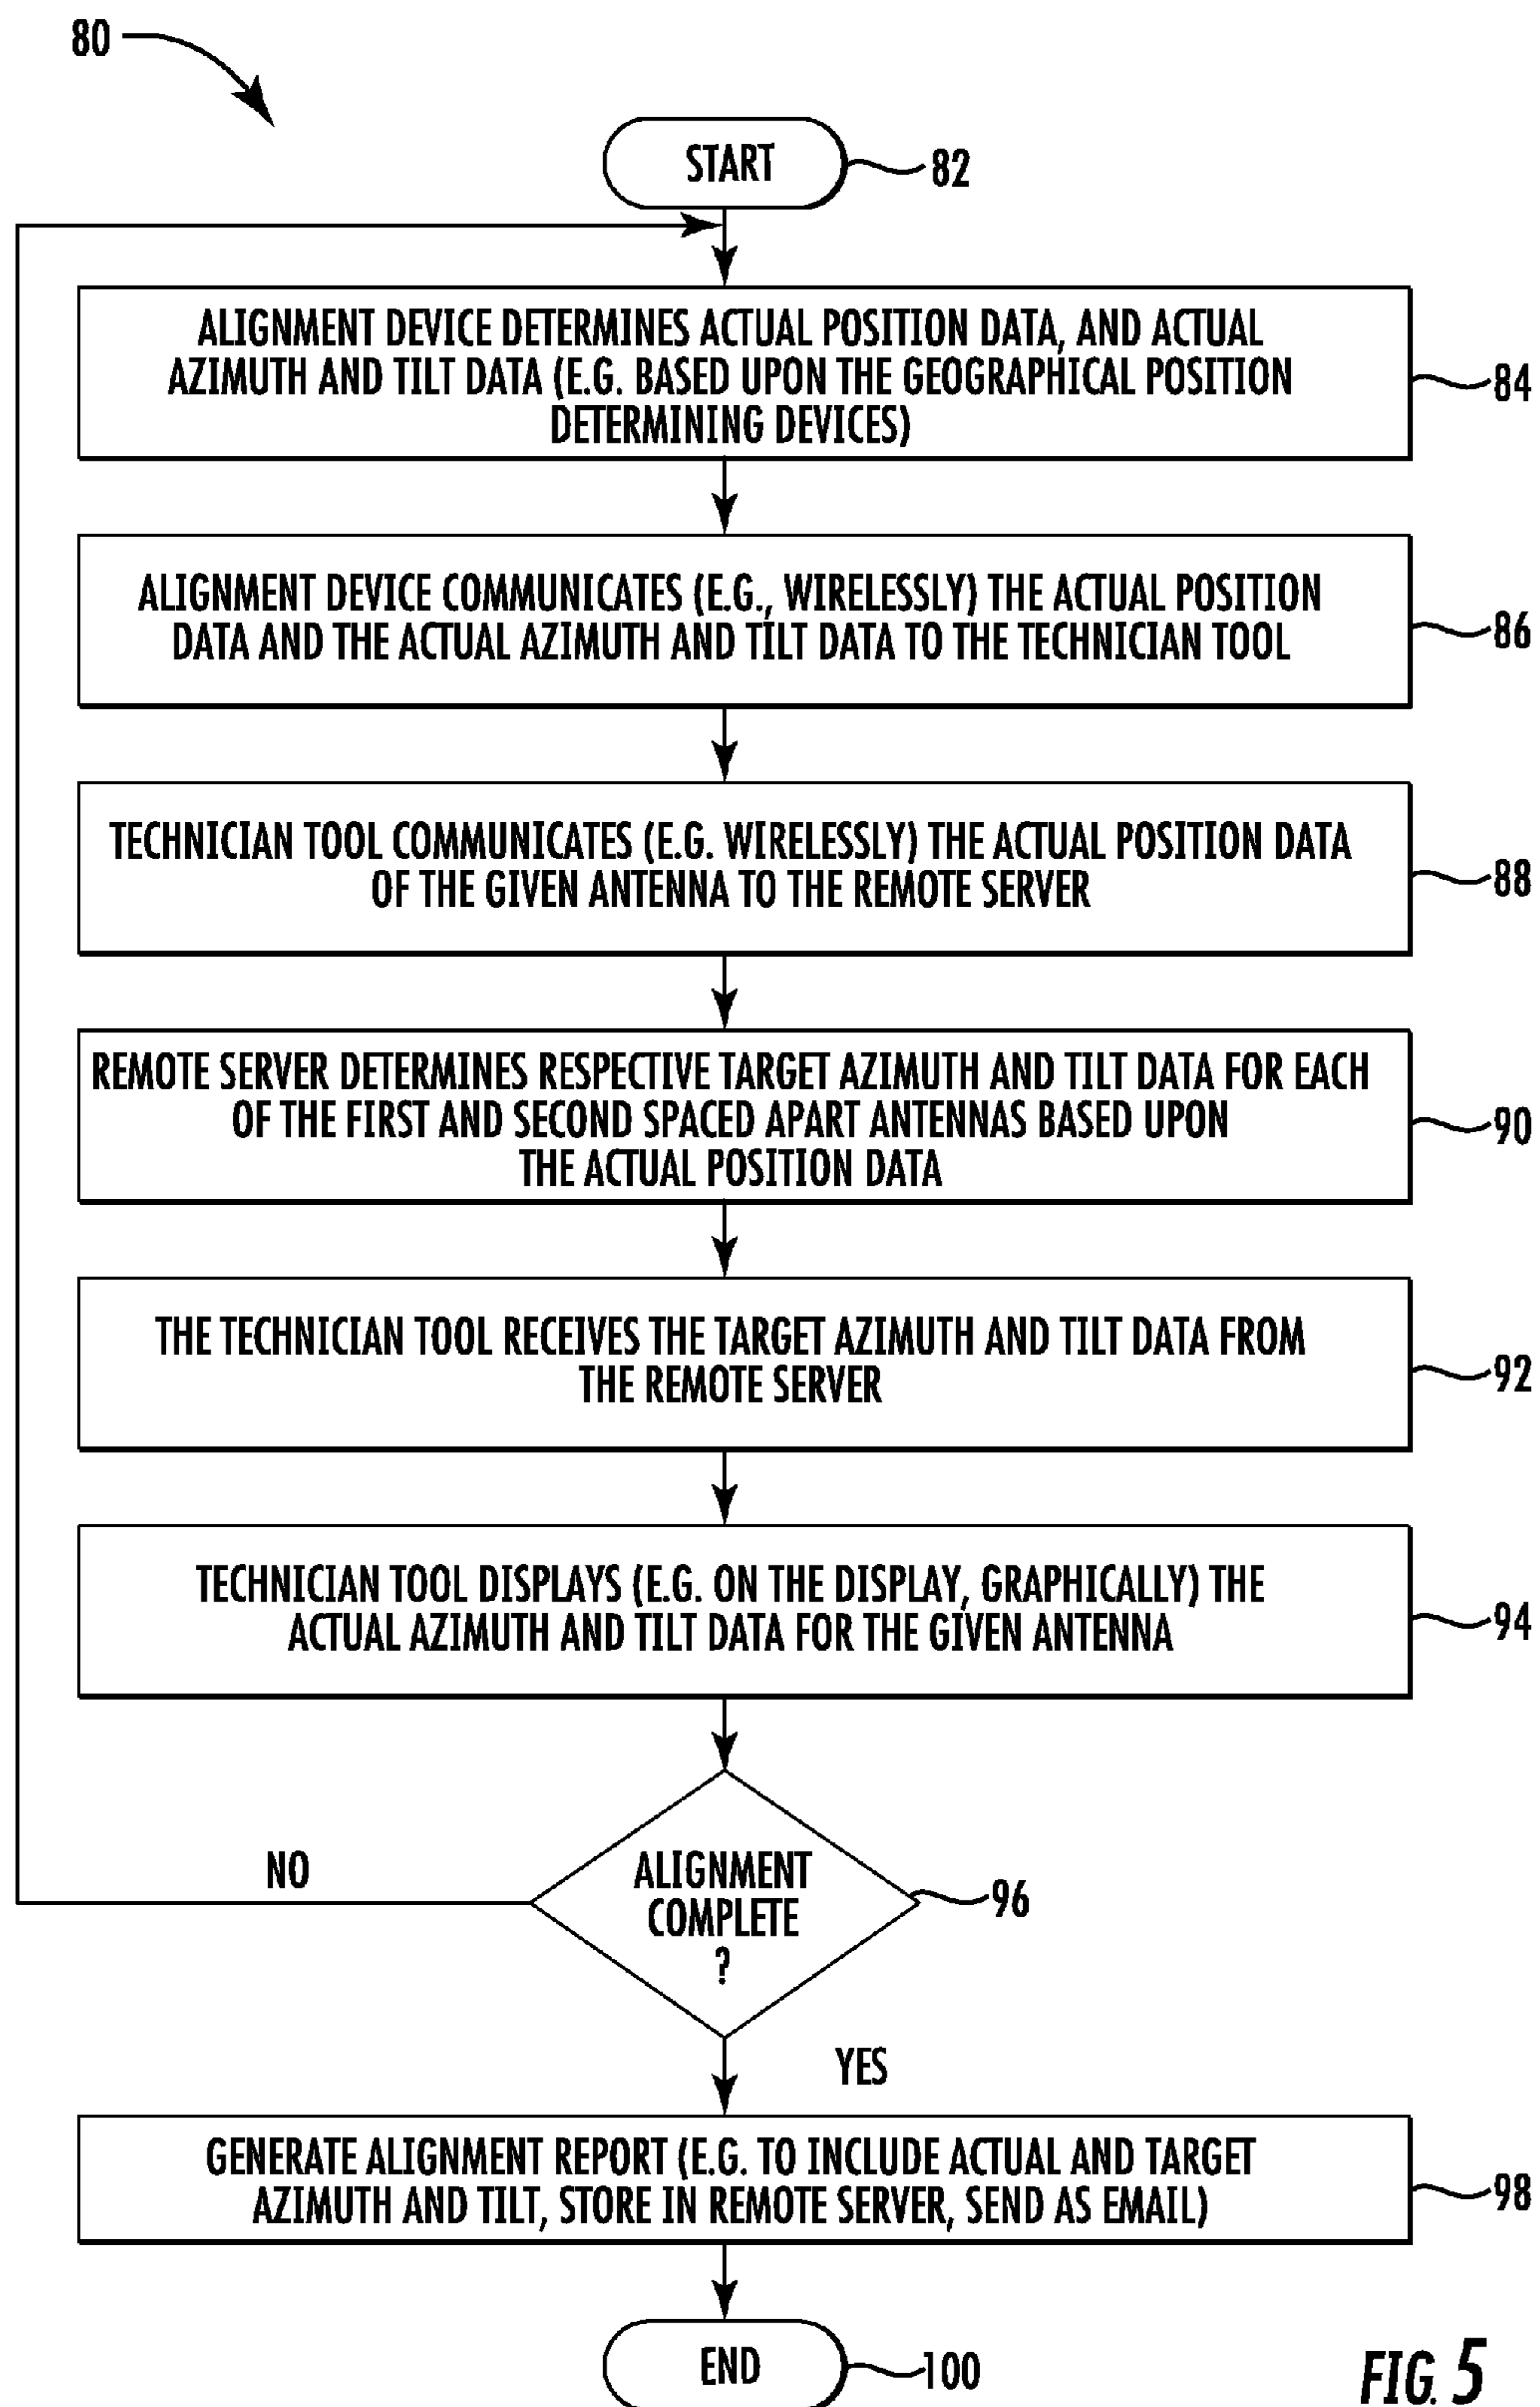 80
START
82
ALIGNMENT DEVICE DETERMINES ACTUAL POSITION DATA, AND ACTUAL
AZIMUTH AND TILT DATA (E.G. BASED UPON THE GEOGRAPHICAL POSITION
DETERMINING DEVICES)
84
ALIGNMENT DEVICE COMMUNICATES (E.G., WIRELESSLY) THE ACTUAL POSITION
DATA AND THE ACTUAL AZIMUTH AND TILT DATA TO THE TECHNICIAN TOOL
86
TECHNICIAN TOOL COMMUNICATES (E.G. WIRELESSLY) THE ACTUAL POSITION DATA
OF THE GIVEN ANTENNA TO THE REMOTE SERVER
88
REMOTE SERVER DETERMINES RESPECTIVE TARGET AZIMUTH AND TILT DATA FOR EACH
OF THE FIRST AND SECOND SPACED APART ANTENNAS BASED UPON
THE ACTUAL POSITION DATA
90
THE TECHNICIAN TOOL RECEIVES THE TARGET AZIMUTH AND TILT DATA FROM
THE REMOTE SERVER
92
TECHNICIAN TOOL DISPLAYS (E.G. ON THE DISPLAY, GRAPHICALLY) THE
ACTUAL AZIMUTH AND TILT DATA FOR THE GIVEN ANTENNA
94
NO
ALIGNMENT
COMPLETE
?
96
YES
GENERATE ALIGNMENT REPORT (E.G. TO INCLUDE ACTUAL AND TARGET
AZIMUTH AND TILT, STORE IN REMOTE SERVER, SEND AS EMAIL)
98
END
100
FIG. 5